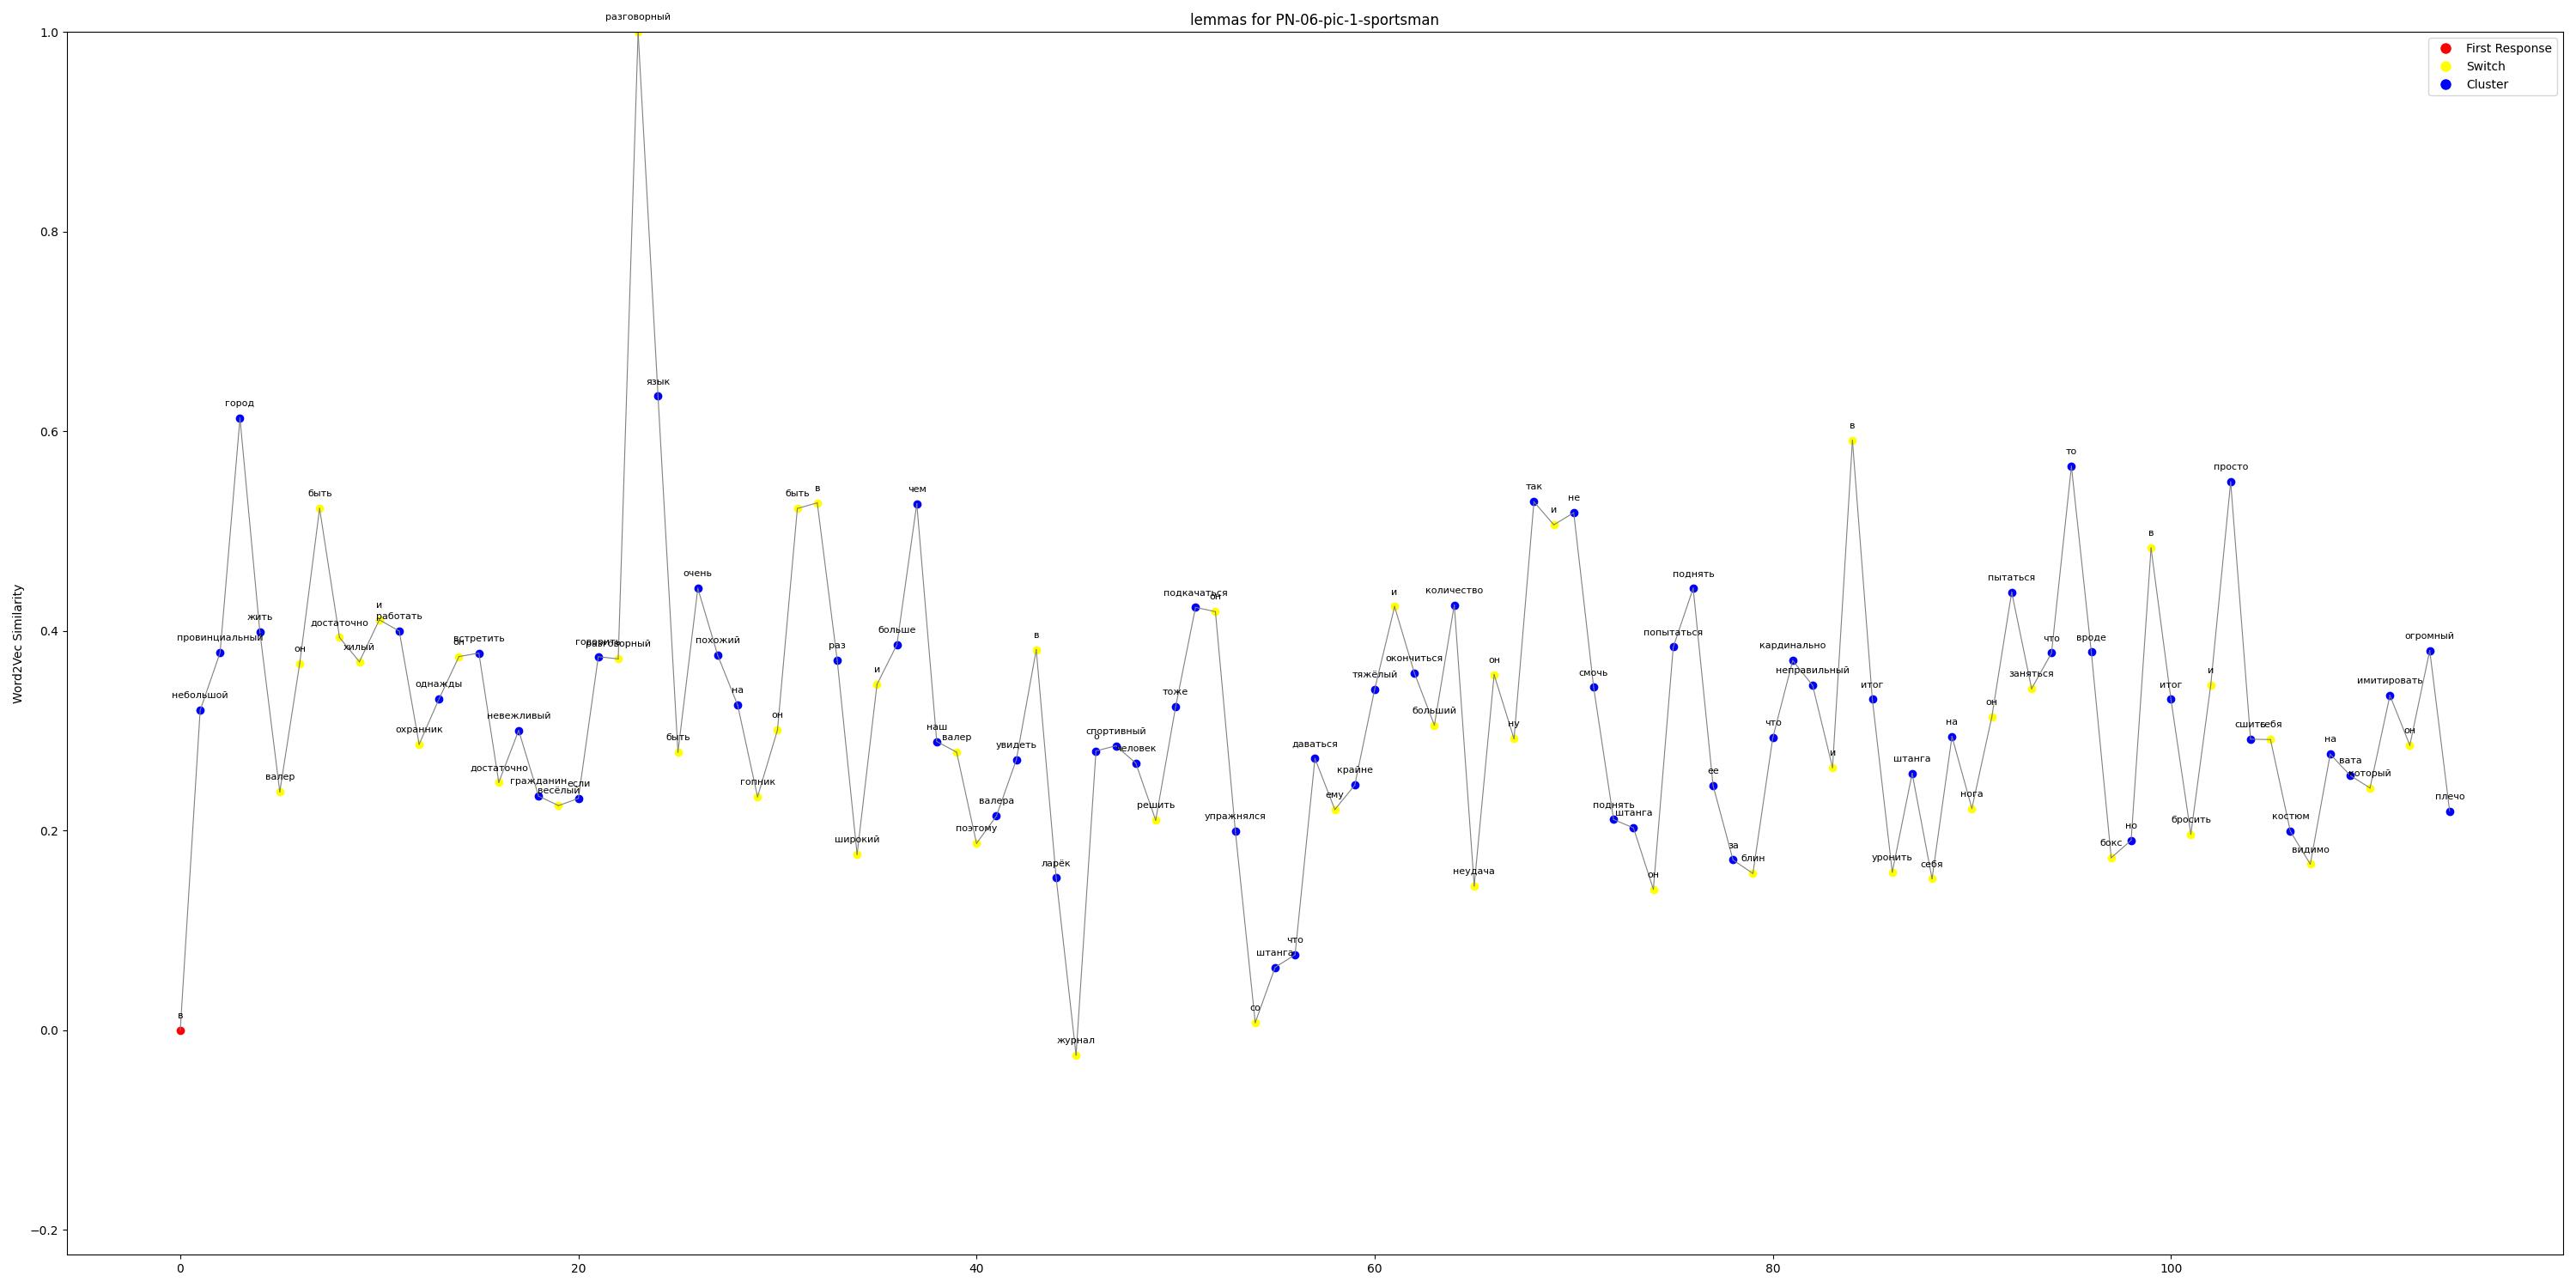 lemmas for PN-06-pic-1-sportsman
First Response
Switch
Cluster
Word2Vec Similarity
1.0
0.8
0.6
0.4
0.2
0.0
−0.2
0
20
40
60
80
100
в
небольшой
провинциальный
город
жить
валер
он
быть
достаточно
хилый
и
работать
охранник
однажды
он
встретить
достаточно
невежливый
гражданин
весёлый
если
говорить
разговорный
разговорный
язык
быть
очень
похожий
на
гопник
он
быть
в
раз
широкий
и
больше
чем
наш
валер
поэтому
валера
увидеть
в
ларёк
журнал
о
спортивный
человек
решить
тоже
подкачаться
он
упражнялся
со
штанга
что
даваться
ему
крайне
тяжёлый
и
окончиться
больший
количество
неудача
он
ну
так
и
не
смочь
поднять
штанга
он
попытаться
поднять
ее
за
блин
что
кардинально
неправильный
и
в
итог
уронить
штанга
себя
на
нога
он
пытаться
заняться
что
то
вроде
бокс
но
в
итог
бросить
и
просто
сшить
себя
костюм
видимо
на
вата
который
имитировать
он
огромный
плечо